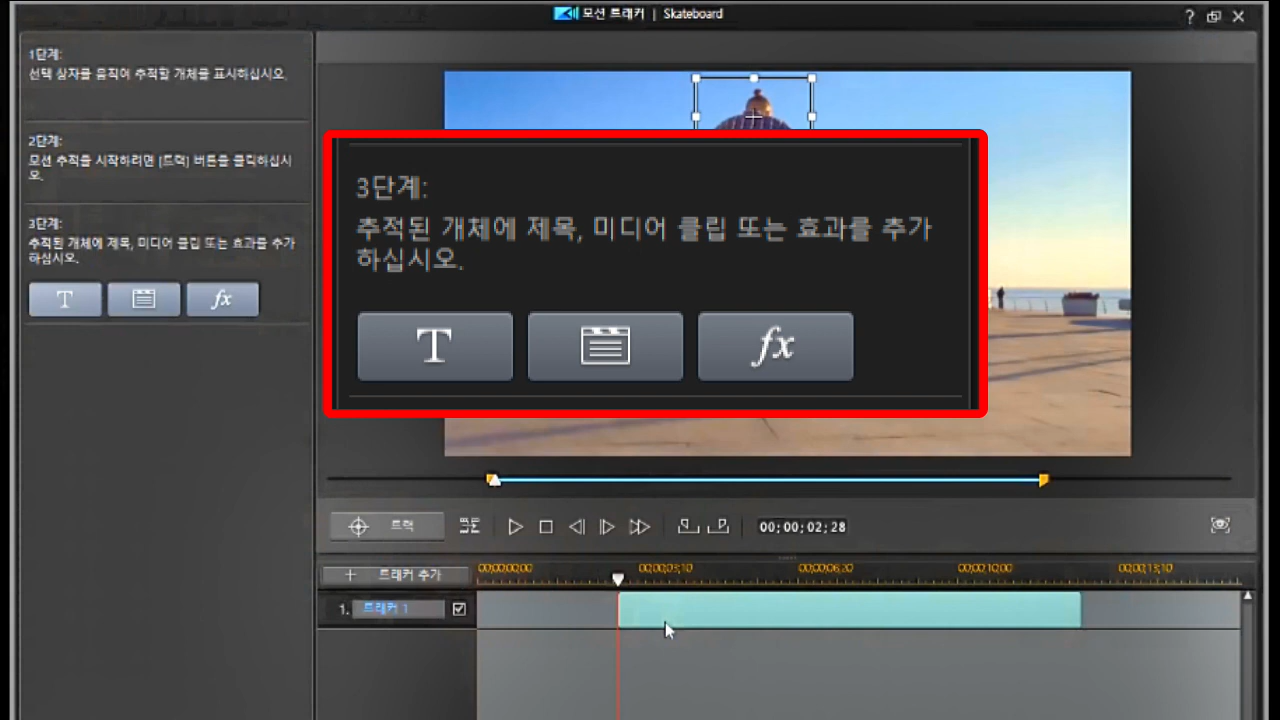 모션 트래커 | Skateboard
1단계:
선택 상자를 움직여 추적할 개체를 표시하십시오.
2단계:
모션 추적을 시작하려면 [트랙] 버튼을 클릭하십시
오.
3단계:
추적된 개체에 제목, 미디어 클립 또는 효과를 추가
하십시오.
T
fx
3단계:
추적된 개체에 제목, 미디어 클립 또는 효과를 추가
하십시오.
T
fx
트랙
00;00;02;28
+ 트래커 추가
00;00;00;00 00;00;03;10 00;00;06;20 00;00;10;00 00;00;13;10
1. 트래커 1